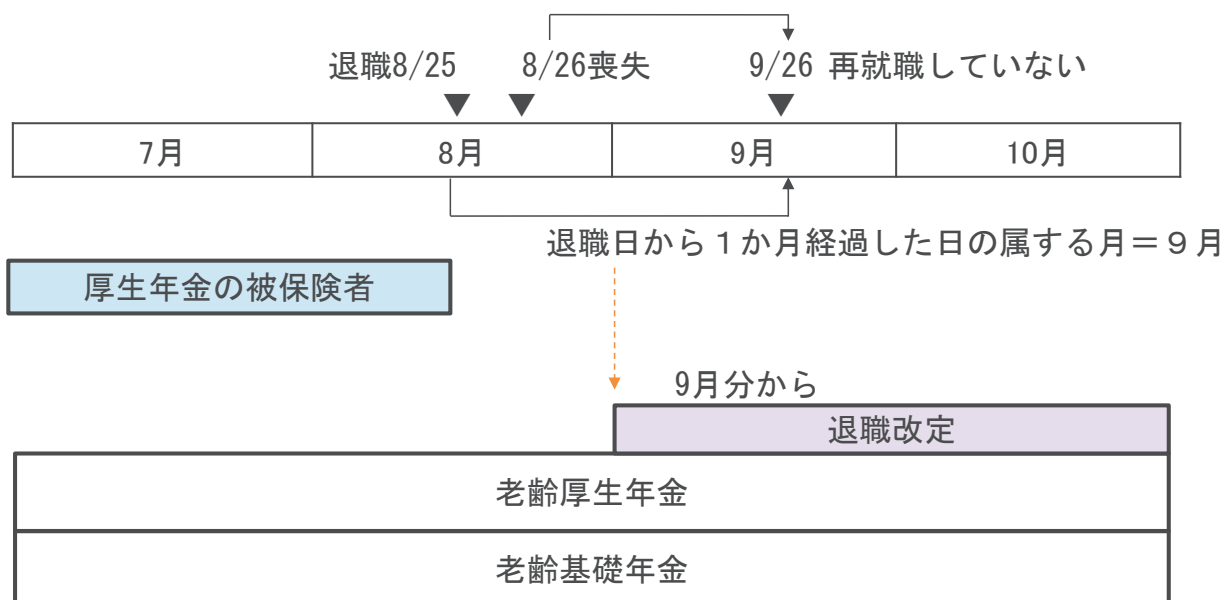 退職8/25
8/26喪失
9/26 再就職していない
7月
8月
9月
10月
退職日から１か月経過した日の属する月＝９月
厚生年金の被保険者
9月分から
退職改定
老齢厚生年金
老齢基礎年金